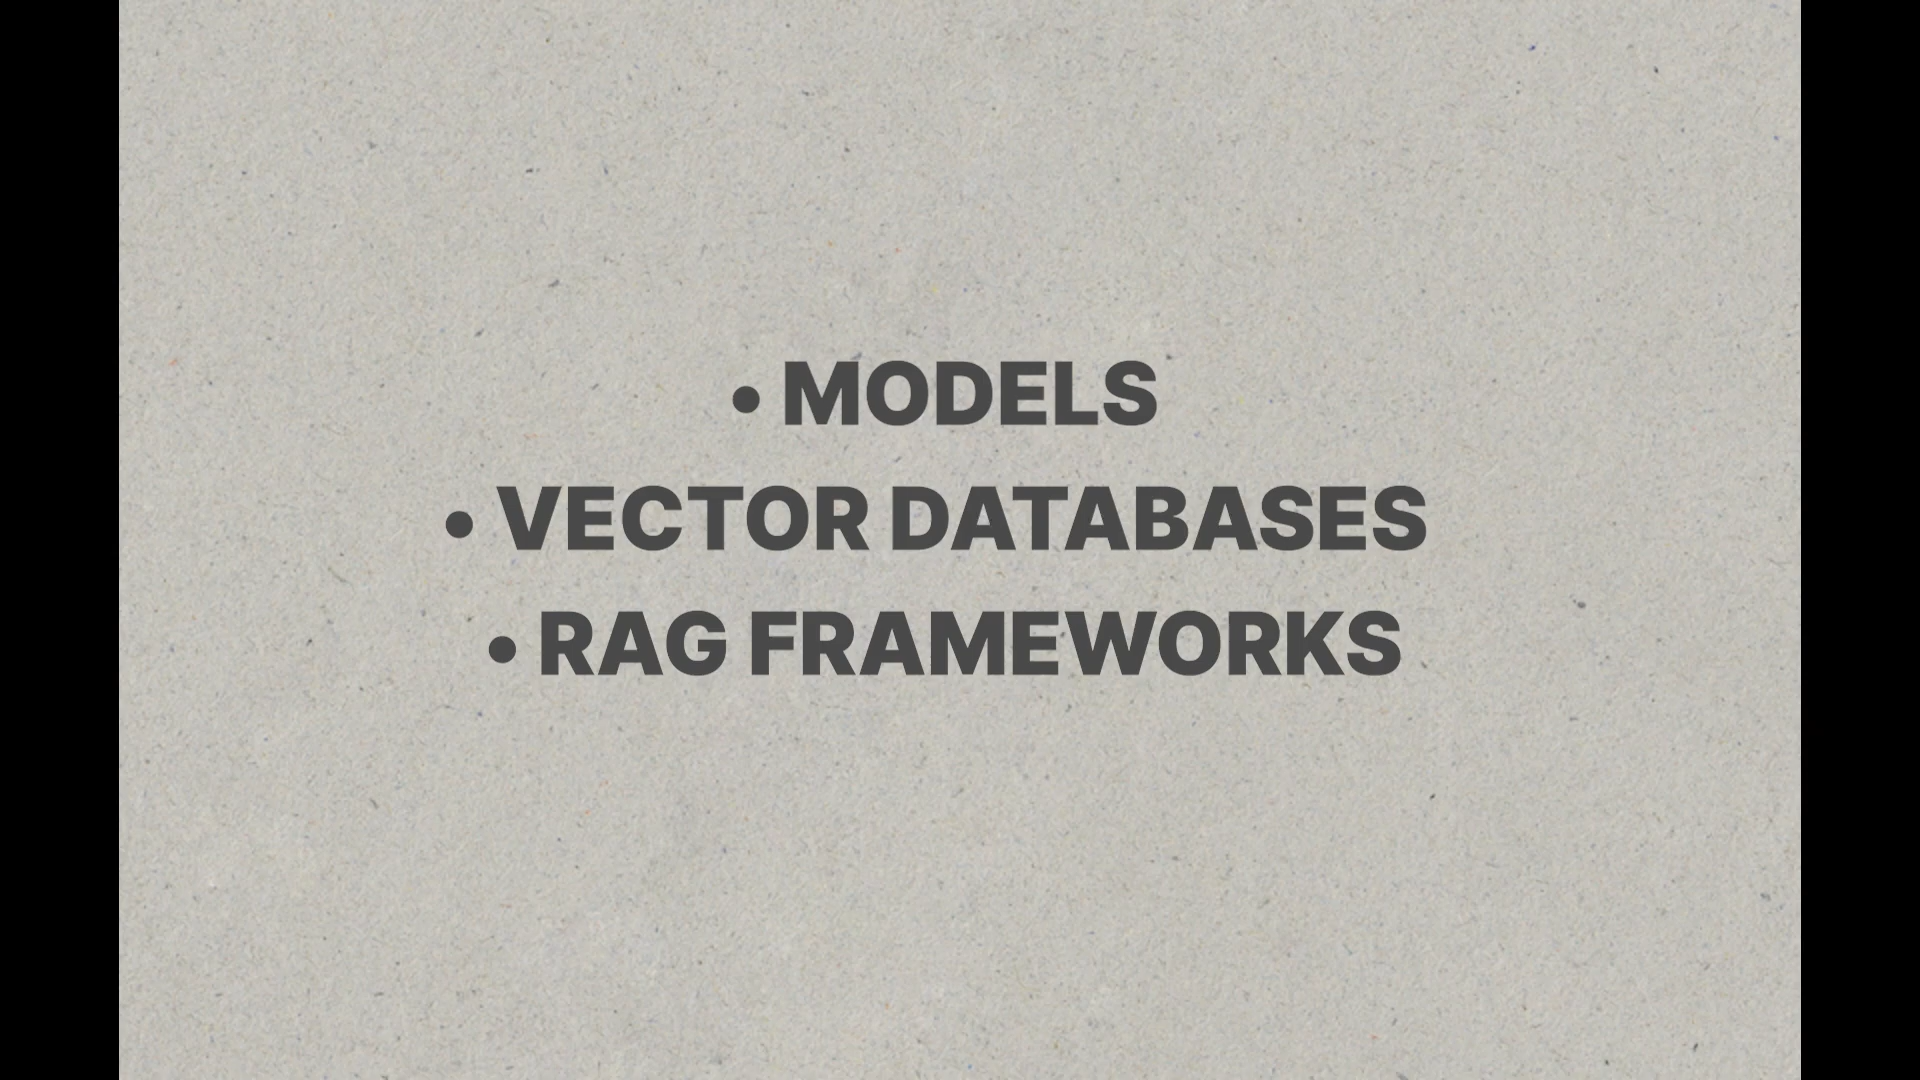 • MODELS
• VECTOR DATABASES
• RAG FRAMEWORKS